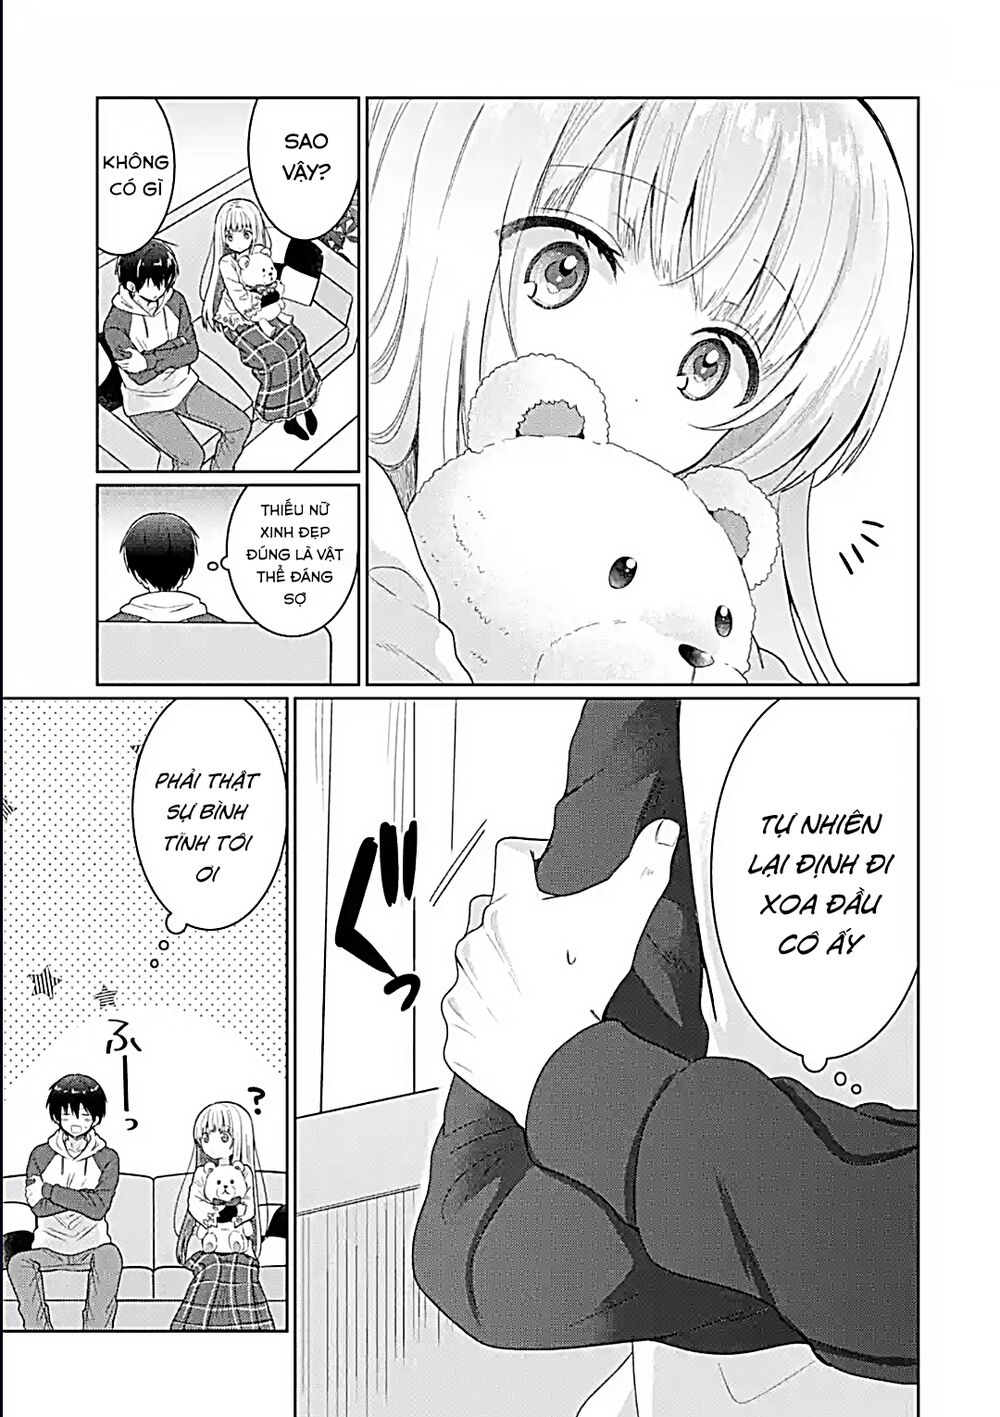 SAO
VẬY?
KHÔNG
CÓ GÌ
THIẾU NỮ
XINH ĐẸP
ĐÚNG LÀ VẬT
THỂ ĐÁNG
SỢ
TỰ NHIÊN
LẠI ĐỊNH ĐI
XOA ĐẦU
CÔ ẤY
ぐっ
PHẢI THẬT
SỰ BÌNH
TĨNH TÔI
ƠI
ふーっ
?